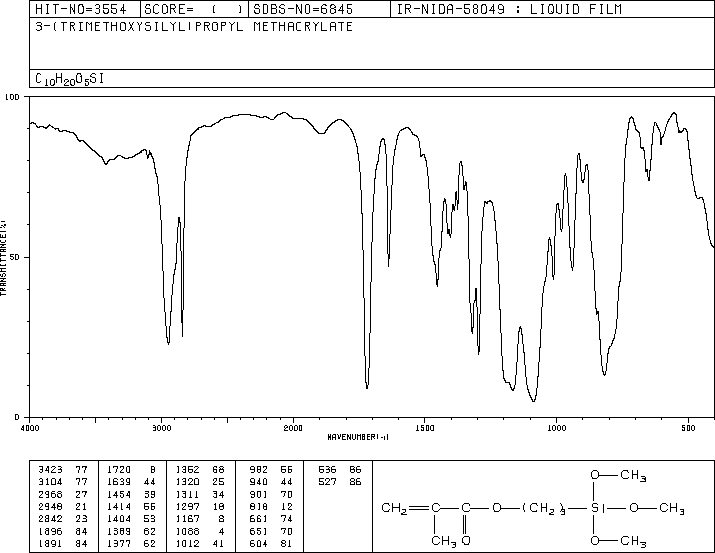 HIT-NO=3554 SCORE= ( ) SDBS-NO=6845 IR-NIDA-58049 : LIQUID FILM
3-(TRIMETHOXYSILYL)PROPYL METHACRYLATE
C10H20O5SI
100
50
0
TRANSMITTANCE(%)
4000 3000 2000 1500 1000 500
WAVENUMBER(-1)
3423 77 1720 8 1362 68 982 55 636 86
3104 77 1639 44 1320 25 940 44 527 86
2968 27 1454 39 1311 34 901 70
2948 21 1414 55 1297 18 818 12
2842 23 1404 53 1167 8 661 74
1896 84 1389 62 1088 4 651 70
1891 84 1377 62 1012 41 604 81
O—CH3
CH2=C—C—O—(CH2)3—Si—O—CH3
CH3 O O—CH3